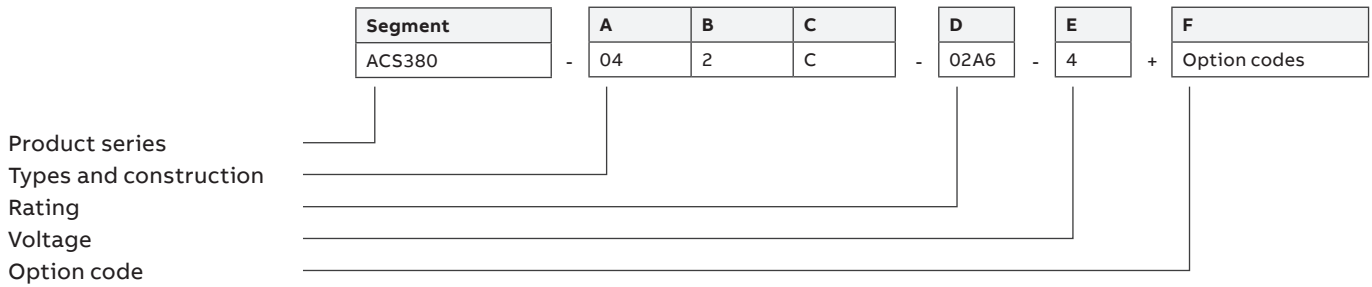 Segment A B C D E F
ACS380 - 04 2 C - 02A6 - 4 + Option codes
Product series
Types and construction
Rating
Voltage
Option code